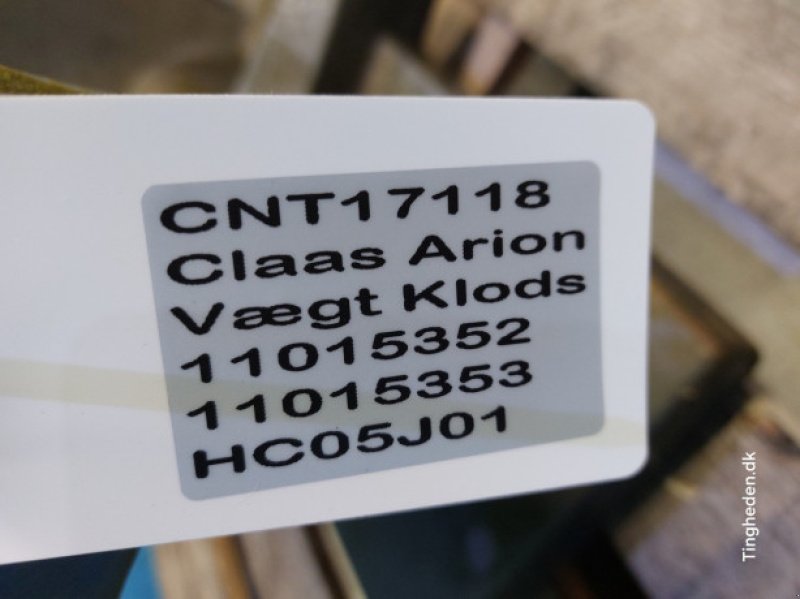 CNT17118
Claas Arion
Vægt Klods
11015352
11015353
HC05J01
Tingheden.dk